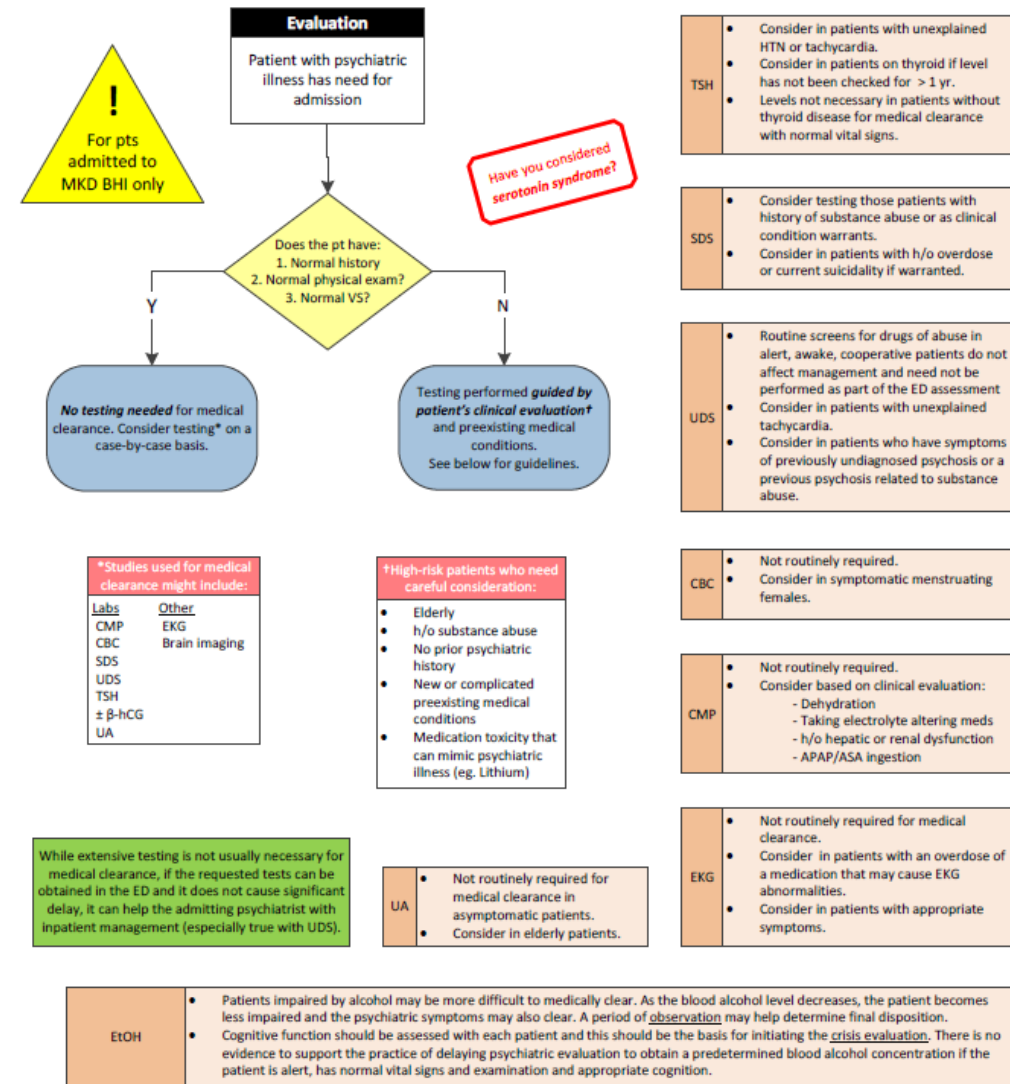 Evaluation
Patient with psychiatric
illness has need for
admission
!
For pts
admitted to
MKD BHI only
Have you considered
serotonin syndrome?
Does the pt have:
1. Normal history
2. Normal physical exam?
3. Normal VS?
Y
N
No testing needed for medical
clearance. Consider testing* on a
case-by-case basis.
Testing performed guided by
patient's clinical evaluation†
and preexisting medical
conditions.
See below for guidelines.
*Studies used for medical
clearance might include:
Labs Other
CMP EKG
CBC Brain imaging
SDS
UDS
TSH
± β-hCG
UA
†High-risk patients who need
careful consideration:
• Elderly
• h/o substance abuse
• No prior psychiatric
history
• New or complicated
preexisting medical
conditions
• Medication toxicity that
can mimic psychiatric
illness (eg. Lithium)
While extensive testing is not usually necessary for
medical clearance, if the requested tests can be
obtained in the ED and it does not cause significant
delay, it can help the admitting psychiatrist with
inpatient management (especially true with UDS).
UA
• Not routinely required for
medical clearance in
asymptomatic patients.
• Consider in elderly patients.
TSH
• Consider in patients with unexplained
HTN or tachycardia.
• Consider in patients on thyroid if level
has not been checked for > 1 yr.
• Levels not necessary in patients without
thyroid disease for medical clearance
with normal vital signs.
SDS
• Consider testing those patients with
history of substance abuse or as clinical
condition warrants.
• Consider in patients with h/o overdose
or current suicidality if warranted.
UDS
• Routine screens for drugs of abuse in
alert, awake, cooperative patients do not
affect management and need not be
performed as part of the ED assessment
• Consider in patients with unexplained
tachycardia.
• Consider in patients who have symptoms
of previously undiagnosed psychosis or a
previous psychosis related to substance
abuse.
CBC
• Not routinely required.
• Consider in symptomatic menstruating
females.
CMP
• Not routinely required.
• Consider based on clinical evaluation:
- Dehydration
- Taking electrolyte altering meds
- h/o hepatic or renal dysfunction
- APAP/ASA ingestion
EKG
• Not routinely required for medical
clearance.
• Consider in patients with an overdose of
a medication that may cause EKG
abnormalities.
• Consider in patients with appropriate
symptoms.
EtOH
• Patients impaired by alcohol may be more difficult to medically clear. As the blood alcohol level decreases, the patient becomes
less impaired and the psychiatric symptoms may also clear. A period of observation may help determine final disposition.
• Cognitive function should be assessed with each patient and this should be the basis for initiating the crisis evaluation. There is no
evidence to support the practice of delaying psychiatric evaluation to obtain a predetermined blood alcohol concentration if the
patient is alert, has normal vital signs and examination and appropriate cognition.